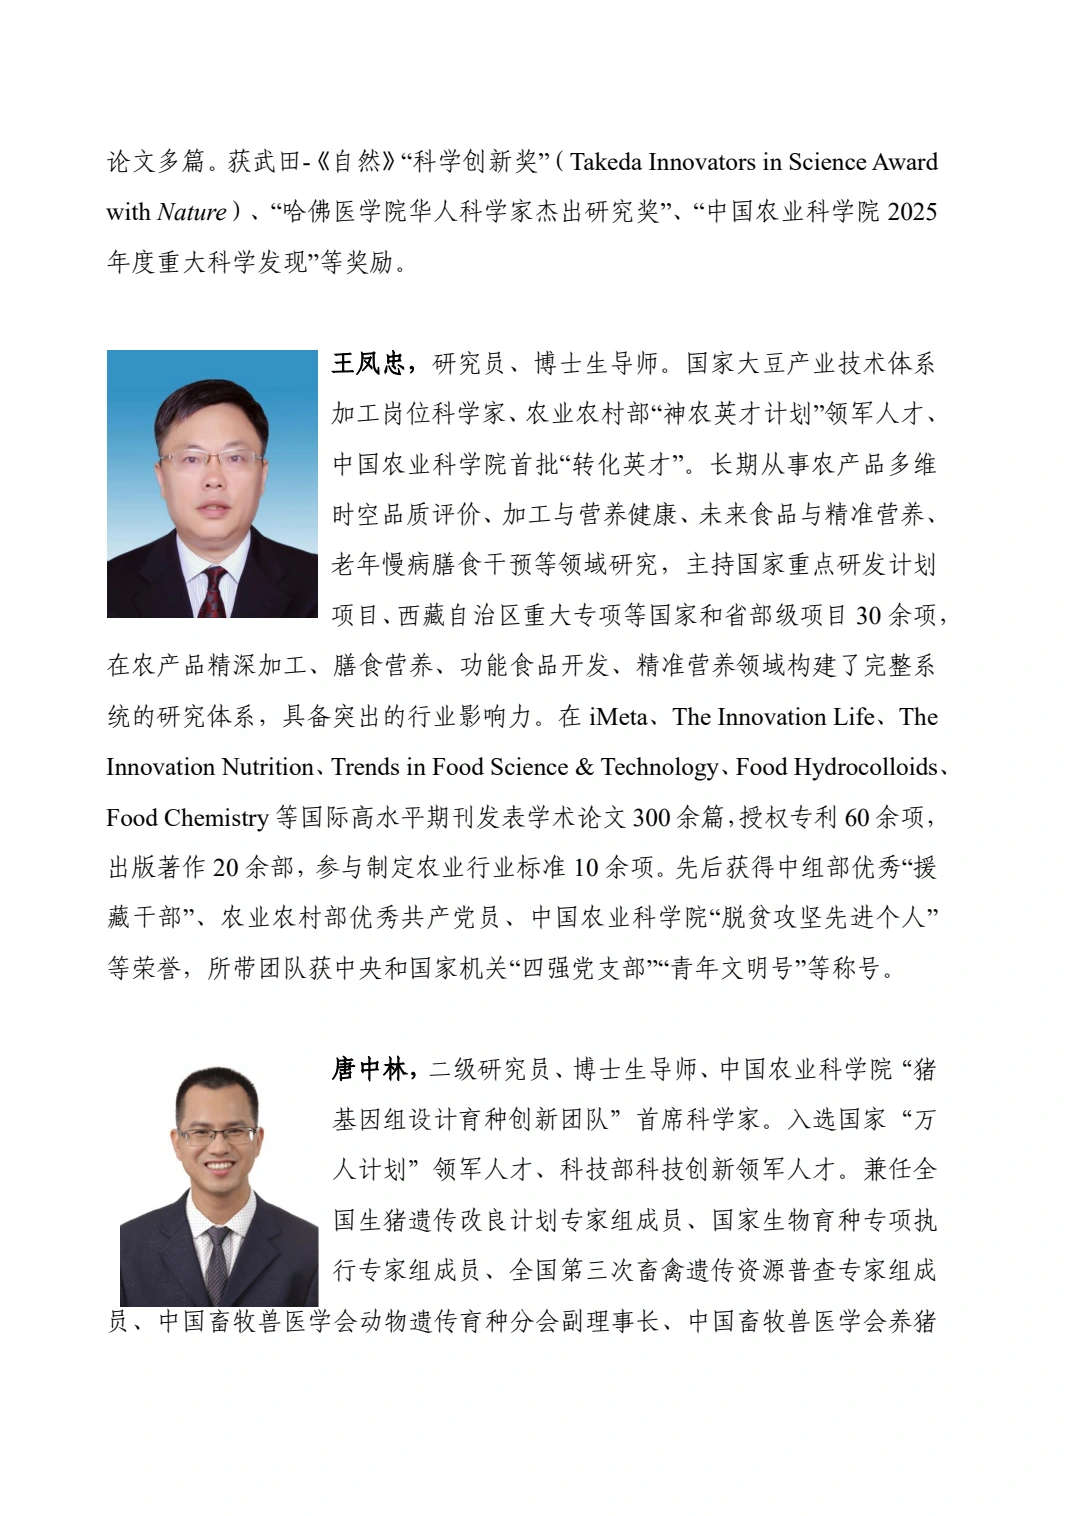 论文多篇。获武田-《自然》“科学创新奖”（Takeda Innovators in Science Award
with Nature）、“哈佛医学院华人科学家杰出研究奖”、“中国农业科学院 2025
年度重大科学发现”等奖励。
王凤忠，研究员、博士生导师。国家大豆产业技术体系
加工岗位科学家、农业农村部“神农英才计划”领军人才、
中国农业科学院首批“转化英才”。长期从事农产品多维
时空品质评价、加工与营养健康、未来食品与精准营养、
老年慢病膳食干预等领域研究，主持国家重点研发计划
项目、西藏自治区重大专项等国家和省部级项目 30 余项，
在农产品精深加工、膳食营养、功能食品开发、精准营养领域构建了完整系
统的研究体系，具备突出的行业影响力。在 iMeta、The Innovation Life、The
Innovation Nutrition、Trends in Food Science & Technology、Food Hydrocolloids、
Food Chemistry 等国际高水平期刊发表学术论文 300 余篇，授权专利 60 余项，
出版著作 20 余部，参与制定农业行业标准 10 余项。先后获得中组部优秀“援
藏干部”、农业农村部优秀共产党员、中国农业科学院“脱贫攻坚先进个人”
等荣誉，所带团队获中央和国家机关“四强党支部”“青年文明号”等称号。
唐中林，二级研究员、博士生导师、中国农业科学院“猪
基因组设计育种创新团队”首席科学家。入选国家“万
人计划”领军人才、科技部科技创新领军人才。兼任全
国生猪遗传改良计划专家组成员、国家生物育种专项执
行专家组成员、全国第三次畜禽遗传资源普查专家组成
员、中国畜牧兽医学会动物遗传育种分会副理事长、中国畜牧兽医学会养猪